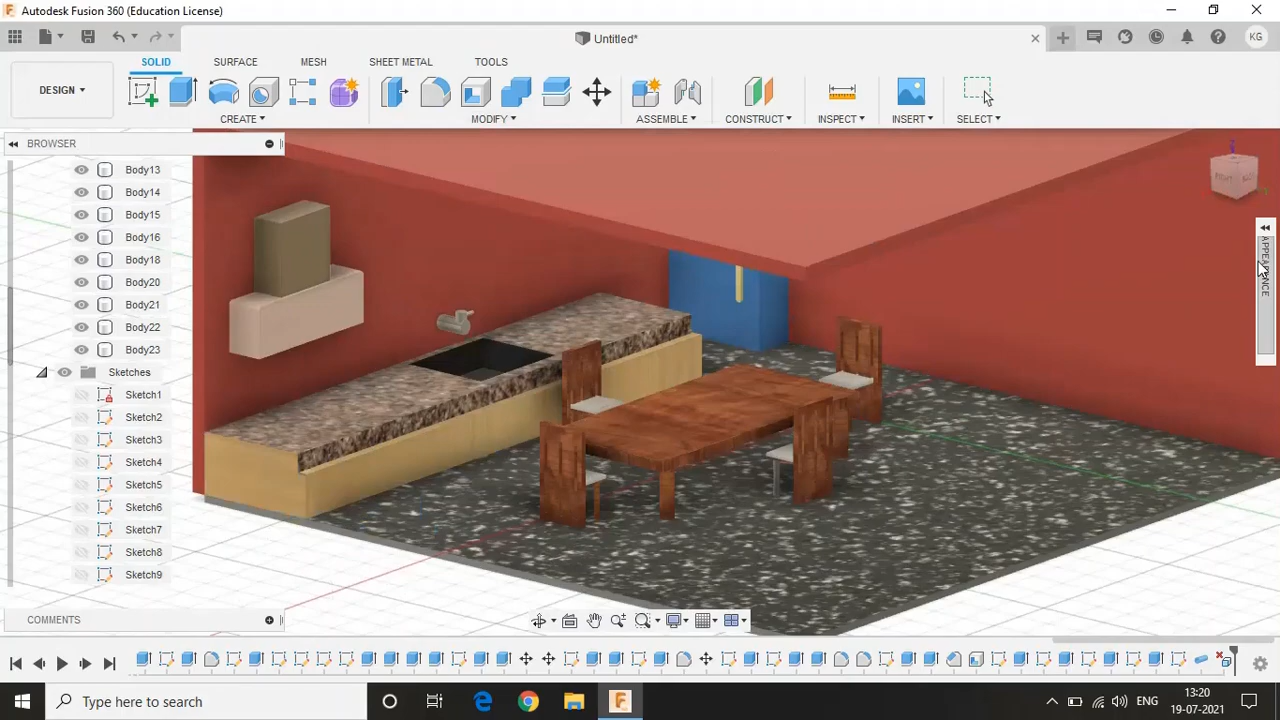 Autodesk Fusion 360 (Education License)
Untitled*
KG
DESIGN
SOLID
SURFACE
MESH
SHEET METAL
TOOLS
CREATE
MODIFY
ASSEMBLE
CONSTRUCT
INSPECT
INSERT
SELECT
BROWSER
Body13
Body14
Body15
Body16
Body18
Body20
Body21
Body22
Body23
Sketches
Sketch1
Sketch2
Sketch3
Sketch4
Sketch5
Sketch6
Sketch7
Sketch8
Sketch9
RIGHT
APPEARANCE
COMMENTS
Type here to search
ENG
13:20
19-07-2021